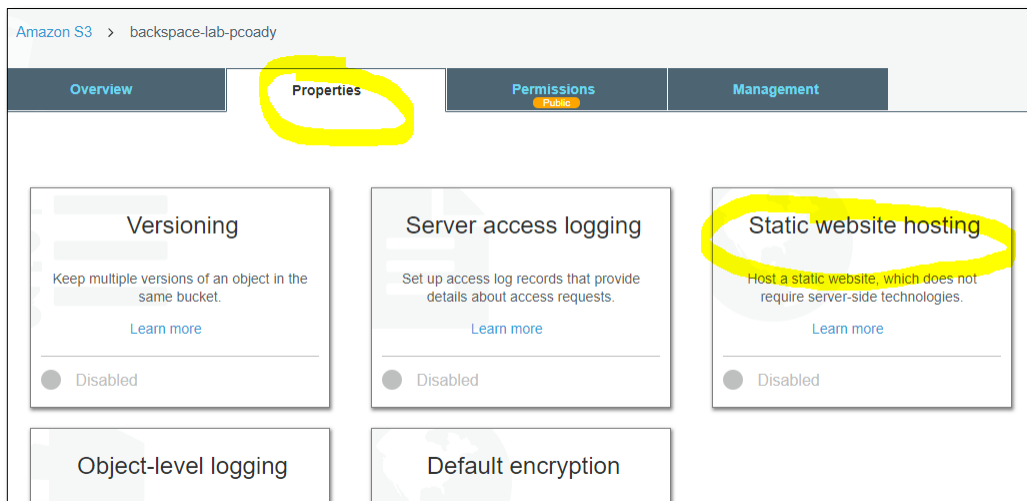 Amazon S3 > backspace-lab-pcoady
Overview
Properties
Permissions
Public
Management
Versioning
Keep multiple versions of an object in the
same bucket.
Learn more
Disabled
Server access logging
Set up access log records that provide
details about access requests.
Learn more
Disabled
Static website hosting
Host a static website, which does not
require server-side technologies.
Learn more
Disabled
Object-level logging
Default encryption